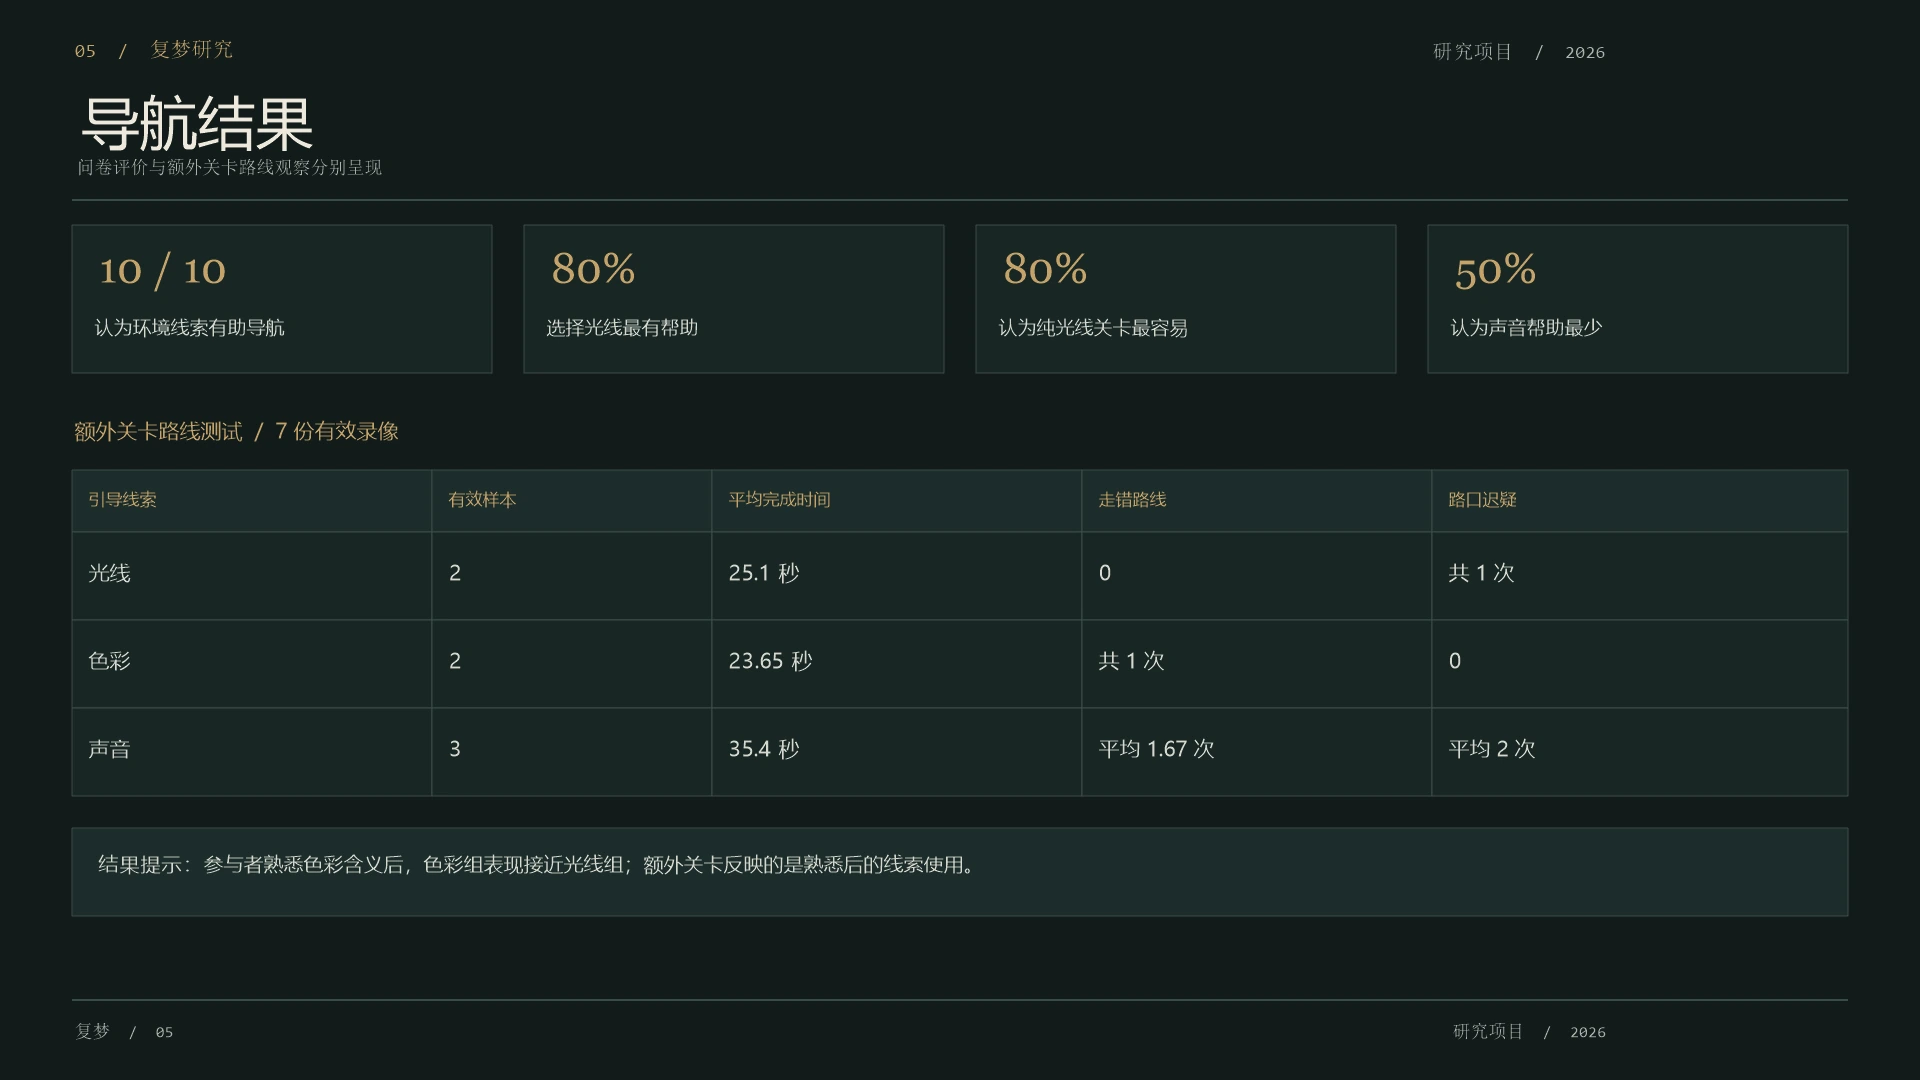 05 / 复梦研究
研究项目 / 2026
导航结果
问卷评价与额外关卡路线观察分别呈现
10 / 10
认为环境线索有助导航
80%
选择光线最有帮助
80%
认为纯光线关卡最容易
50%
认为声音帮助最少
额外关卡路线测试 / 7 份有效录像
引导线索 有效样本 平均完成时间 走错路线 路口迟疑
光线 2 25.1 秒 0 共 1 次
色彩 2 23.65 秒 共 1 次 0
声音 3 35.4 秒 平均 1.67 次 平均 2 次
结果提示：参与者熟悉色彩含义后，色彩组表现接近光线组；额外关卡反映的是熟悉后的线索使用。
复梦 / 05
研究项目 / 2026